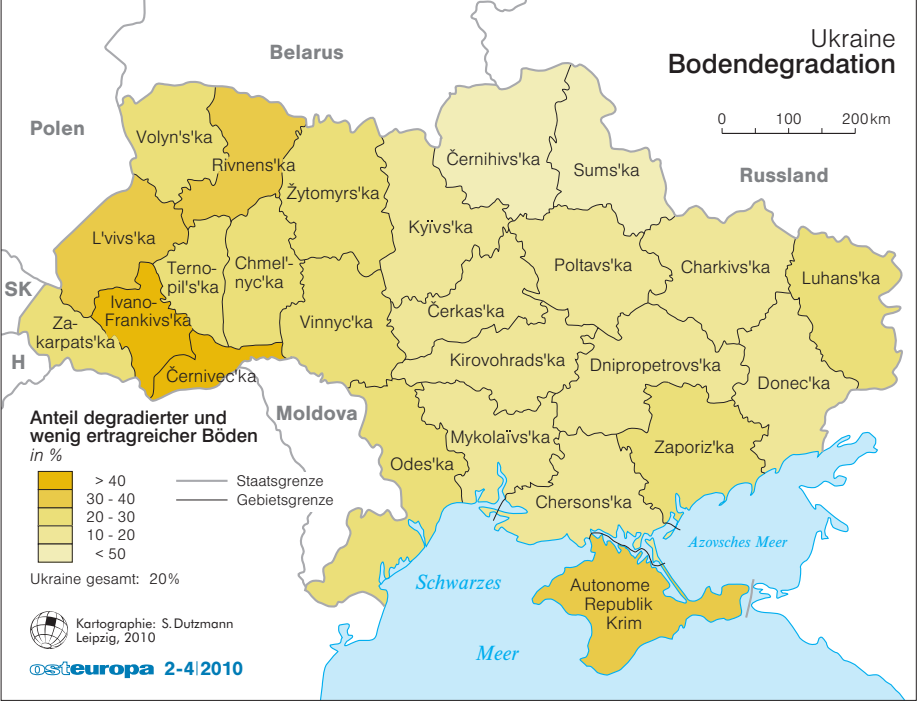 Ukraine
Bodendegradation
0 100 200km
Belarus
Polen
Russland
SK
H
Moldova
Volyn's'ka
Rivnens'ka
Žytomyrs'ka
Černihivs'ka
Sums'ka
Kyïvs'ka
L'vivs'ka
Terno-
pil's'ka
Chmel'-
nyc'ka
Poltavs'ka
Charkivs'ka
Luhans'ka
Ivano-
Frankivs'ka
Za-
karpats'ka
Vinnyc'ka
Čerkas'ka
Kirovohrads'ka
Dnipropetrovs'ka
Donec'ka
Černivec'ka
Mykolaïvs'ka
Zaporiz'ka
Odes'ka
Chersons'ka
Autonome
Republik
Krim
Azovsches Meer
Schwarzes
Meer
Anteil degradierter und
wenig ertragreicher Böden
in %
> 40
30 - 40
20 - 30
10 - 20
< 50
Staatsgrenze
Gebietsgrenze
Ukraine gesamt: 20%
Kartographie: S.Dutzmann
Leipzig, 2010
osteuropa 2-4|2010